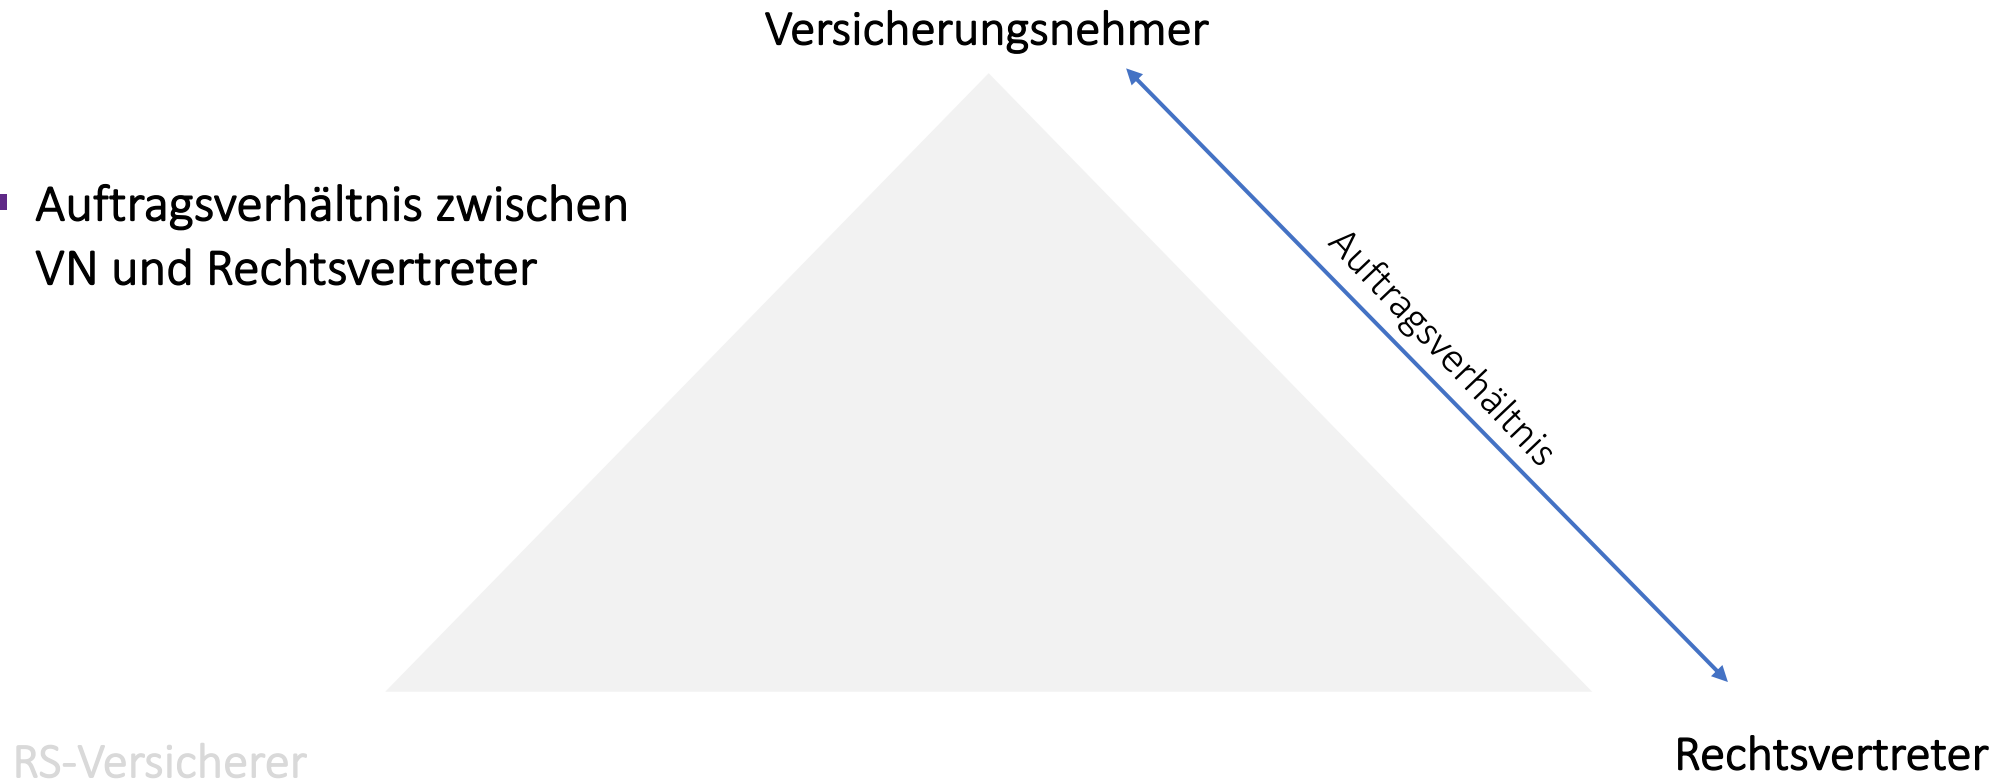 Versicherungsnehmer
▪ Auftragsverhältnis zwischen
VN und Rechtsvertreter
Auftragsverhältnis
RS-Versicherer
Rechtsvertreter